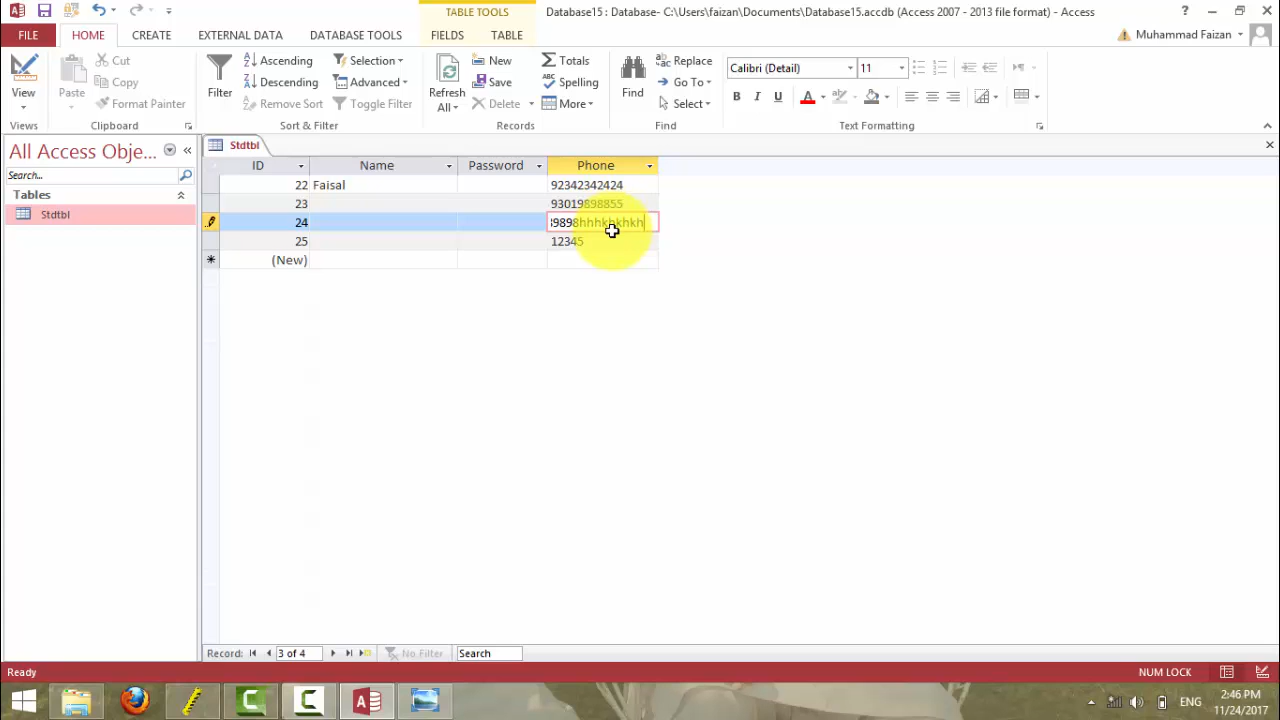 TABLE TOOLS
Database15 : Database- C:\Users\faizan\Documents\Database15.accdb (Access 2007 - 2013 file format) - Access
FILE HOME CREATE EXTERNAL DATA DATABASE TOOLS FIELDS TABLE Muhammad Faizan
View
Paste
Cut
Copy
Format Painter
Filter
Ascending
Descending
Remove Sort
Selection
Advanced
Toggle Filter
Refresh All
New
Save
Delete
Totals
Spelling
More
Find
Replace
Go To
Select
Calibri (Detail) 11
B I U A
Views Clipboard Sort & Filter Records Find Text Formatting
All Access Obje...
Search...
Tables
Stdtbl
Stdtbl
ID Name Password Phone
22 Faisal 92342342424
23 93019898855
24 9898hhhkhkhkh
25 12345
(New)
Record: 3 of 4 No Filter Search
Ready NUM LOCK
ENG 2:46 PM
11/24/2017